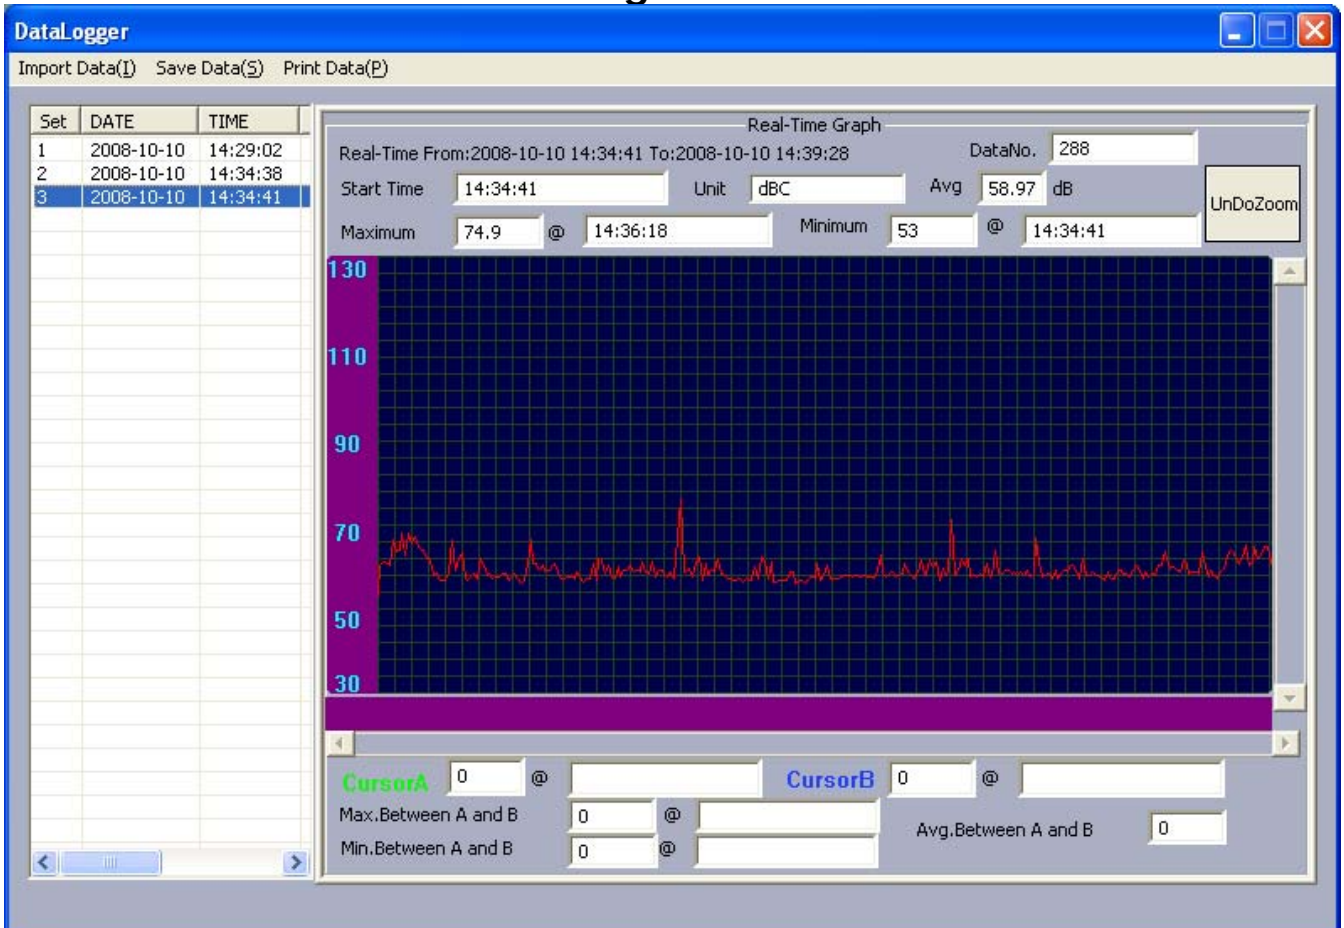 DataLogger
Import Data(I) Save Data(S) Print Data(P)
Set DATE TIME
1 2008-10-10 14:29:02
2 2008-10-10 14:34:38
3 2008-10-10 14:34:41
Real-Time Graph
Real-Time From:2008-10-10 14:34:41 To:2008-10-10 14:39:28 DataNo. 288
Start Time 14:34:41 Unit dBC Avg 58.97 dB
UnDoZoom
Maximum 74.9 @ 14:36:18 Minimum 53 @ 14:34:41
130
110
90
70
50
30
CursorA 0 @ CursorB 0 @
Max.Between A and B 0 @
Avg.Between A and B 0
Min.Between A and B 0 @